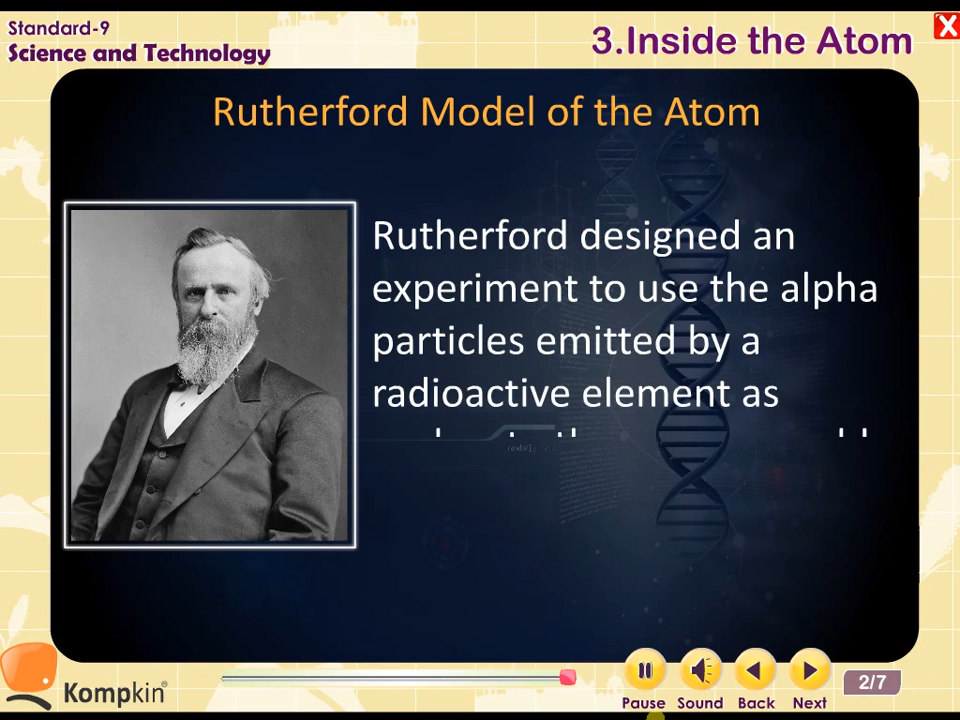 Standard-9
Science and Technology
3.Inside the Atom
X
Rutherford Model of the Atom
Rutherford designed an
experiment to use the alpha
particles emitted by a
radioactive element as
Kompkin®
Pause Sound Back Next
2/7